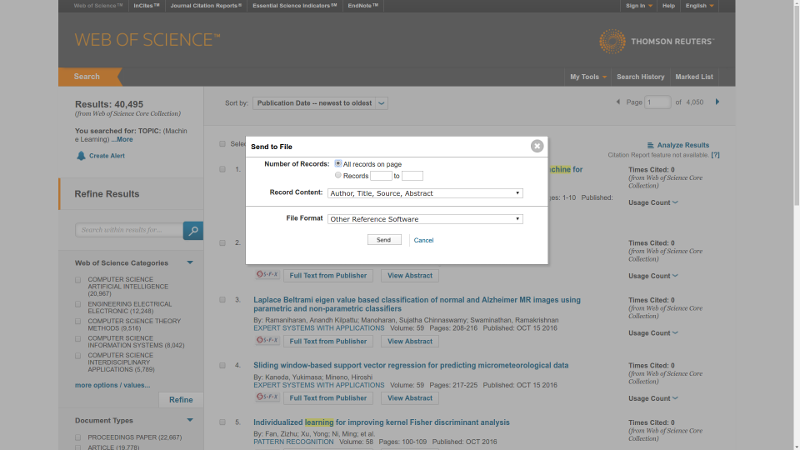 Web of Science™ InCites™ Journal Citation Reports® Essential Science Indicators™ EndNote™ Sign In Help English
WEB OF SCIENCE™
THOMSON REUTERS™
Search My Tools Search History Marked List
Results: 40,495
(from Web of Science Core Collection)
You searched for: TOPIC: (Machin
e Learning) ...More
Create Alert
Refine Results
Search within results for...
Web of Science Categories
COMPUTER SCIENCE
ARTIFICIAL INTELLIGENCE
(20,967)
ENGINEERING ELECTRICAL
ELECTRONIC (12,248)
COMPUTER SCIENCE THEORY
METHODS (9,516)
COMPUTER SCIENCE
INFORMATION SYSTEMS (8,042)
COMPUTER SCIENCE
INTERDISCIPLINARY
APPLICATIONS (5,789)
more options / values...
Refine
Document Types
PROCEEDINGS PAPER (22,667)
ARTICLE (19,778)
Sort by: Publication Date -- newest to oldest
Page 1 of 4,050
Selec
Analyze Results
Citation Report feature not available. [?]
Send to File
Number of Records: All records on page
Records to
Record Content: Author, Title, Source, Abstract
File Format Other Reference Software
Send Cancel
1.
achine for
ges: 1-10 Published:
Times Cited: 0
(from Web of Science Core
Collection)
Usage Count
2.
S·F·X Full Text from Publisher View Abstract
Times Cited: 0
(from Web of Science Core
Collection)
Usage Count
3. Laplace Beltrami eigen value based classification of normal and Alzheimer MR images using
parametric and non-parametric classifiers
By: Ramaniharan, Anandh Kilpattu; Manoharan, Sujatha Chinnaswamy; Swaminathan, Ramakrishnan
EXPERT SYSTEMS WITH APPLICATIONS Volume: 59 Pages: 208-216 Published: OCT 15 2016
S·F·X Full Text from Publisher View Abstract
Times Cited: 0
(from Web of Science Core
Collection)
Usage Count
4. Sliding window-based support vector regression for predicting micrometeorological data
By: Kaneda, Yukimasa; Mineno, Hiroshi
EXPERT SYSTEMS WITH APPLICATIONS Volume: 59 Pages: 217-225 Published: OCT 15 2016
S·F·X Full Text from Publisher View Abstract
Times Cited: 0
(from Web of Science Core
Collection)
Usage Count
5. Individualized learning for improving kernel Fisher discriminant analysis
By: Fan, Zizhu; Xu, Yong; Ni, Ming; et al.
PATTERN RECOGNITION Volume: 58 Pages: 100-109 Published: OCT 2016
S·F·X Full Text from Publisher View Abstract
Times Cited: 0
(from Web of Science Core
Collection)
Usage Count